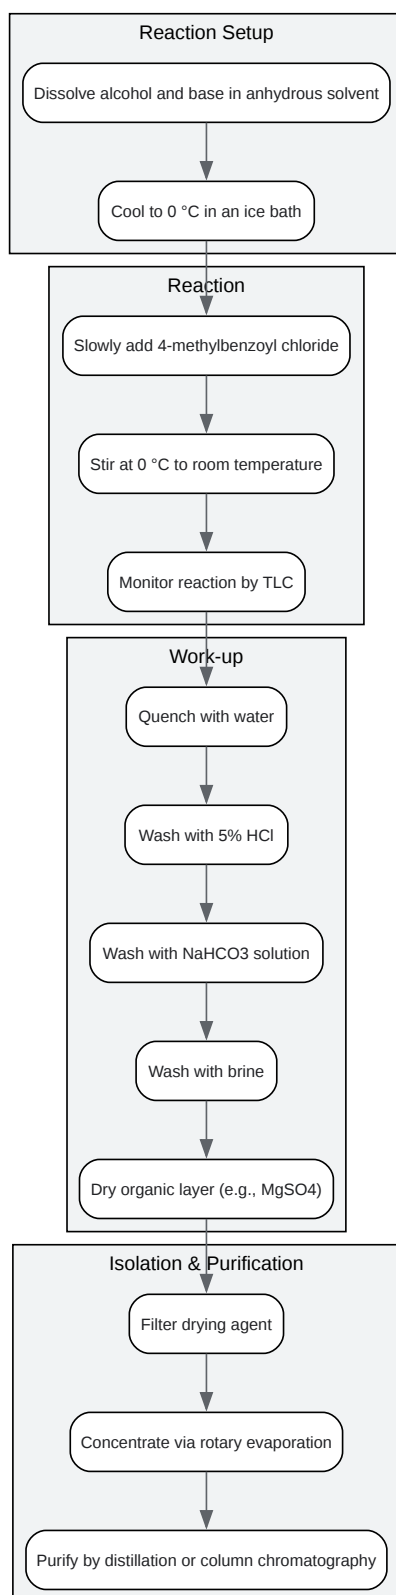 Reaction Setup
Dissolve alcohol and base in anhydrous solvent
Cool to 0 °C in an ice bath
Reaction
Slowly add 4-methylbenzoyl chloride
Stir at 0 °C to room temperature
Monitor reaction by TLC
Work-up
Quench with water
Wash with 5% HCl
Wash with NaHCO3 solution
Wash with brine
Dry organic layer (e.g., MgSO4)
Isolation & Purification
Filter drying agent
Concentrate via rotary evaporation
Purify by distillation or column chromatography